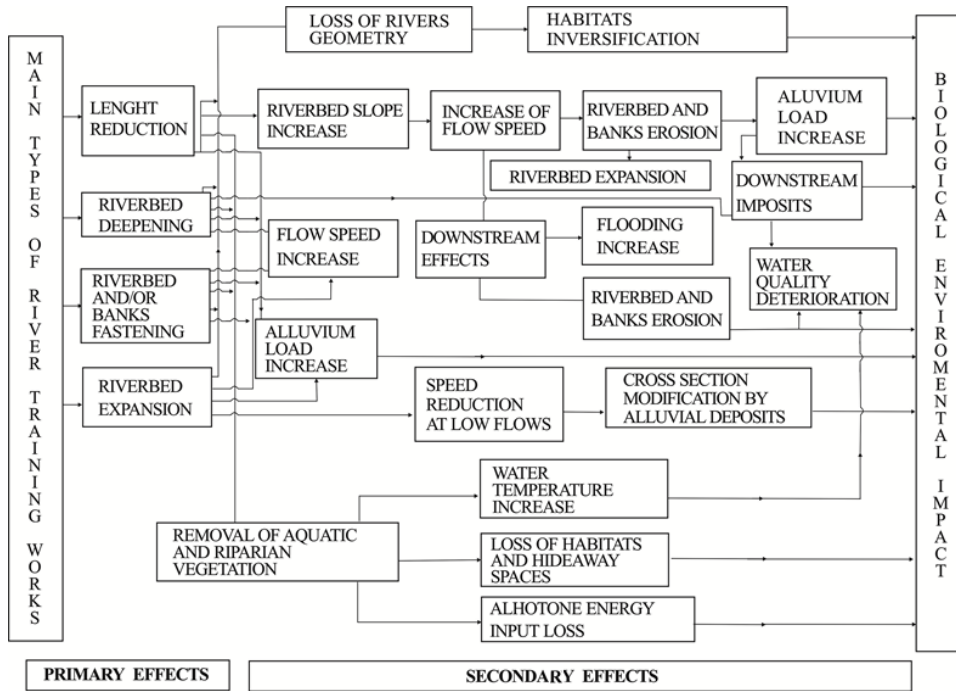 MAIN TYPES OF RIVER TRAINING WORKS
LENGHT
REDUCTION
RIVERBED
DEEPENING
RIVERBED
AND/OR
BANKS
FASTENING
RIVERBED
EXPANSION
LOSS OF RIVERS
GEOMETRY
HABITATS
INVERSIFICATION
RIVERBED SLOPE
INCREASE
INCREASE OF
FLOW SPEED
RIVERBED AND
BANKS EROSION
ALUVIUM
LOAD
INCREASE
RIVERBED EXPANSION
DOWNSTREAM
IMPOSITS
FLOW SPEED
INCREASE
DOWNSTREAM
EFFECTS
FLOODING
INCREASE
WATER
QUALITY
DETERIORATION
RIVERBED AND
BANKS EROSION
ALLUVIUM
LOAD
INCREASE
SPEED
REDUCTION
AT LOW FLOWS
CROSS SECTION
MODIFICATION BY
ALLUVIAL DEPOSITS
WATER
TEMPERATURE
INCREASE
REMOVAL OF AQUATIC
AND RIPARIAN
VEGETATION
LOSS OF HABITATS
AND HIDEAWAY
SPACES
ALHOTONE ENERGY
INPUT LOSS
BIOLOGICAL ENVIROMENTAL IMPACT
PRIMARY EFFECTS
SECONDARY EFFECTS